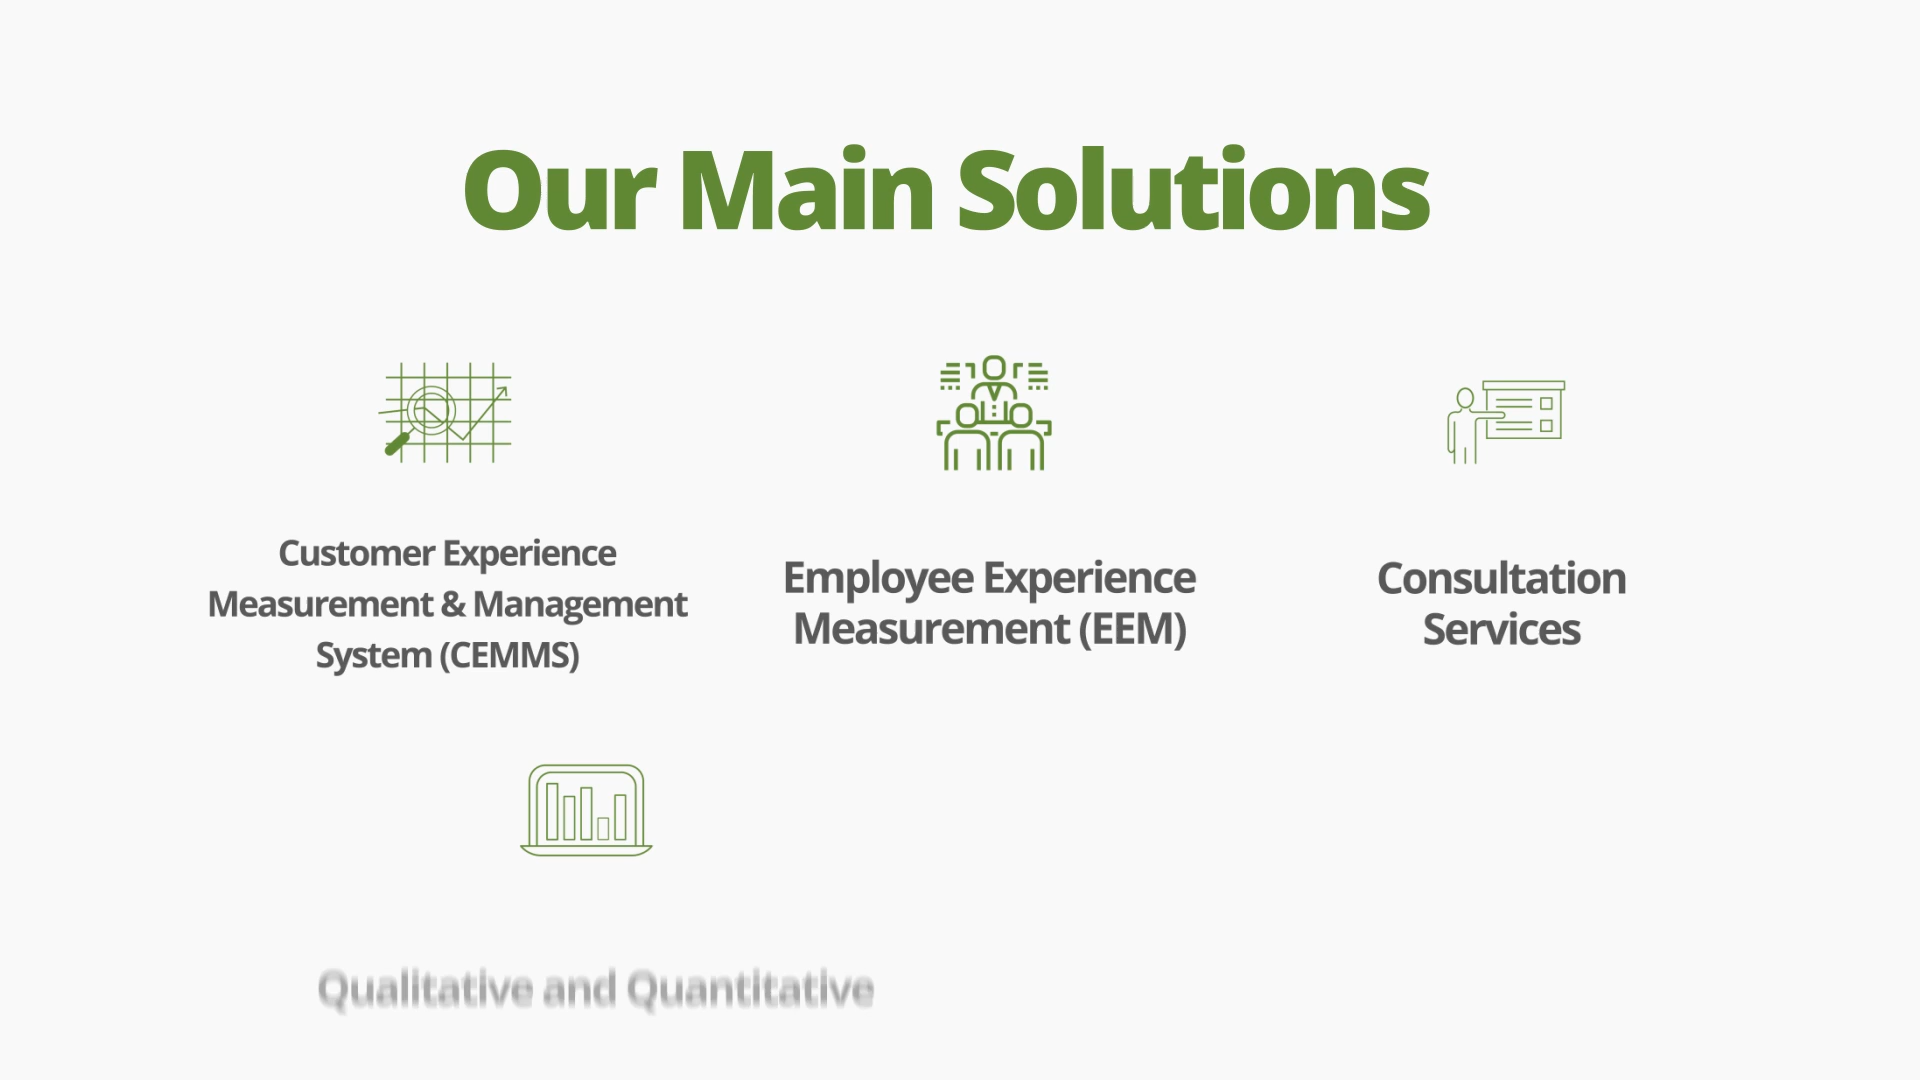 Our Main Solutions
Customer Experience
Measurement & Management
System (CEMMS)
Employee Experience
Measurement (EEM)
Consultation
Services
Qualitative and Quantitative